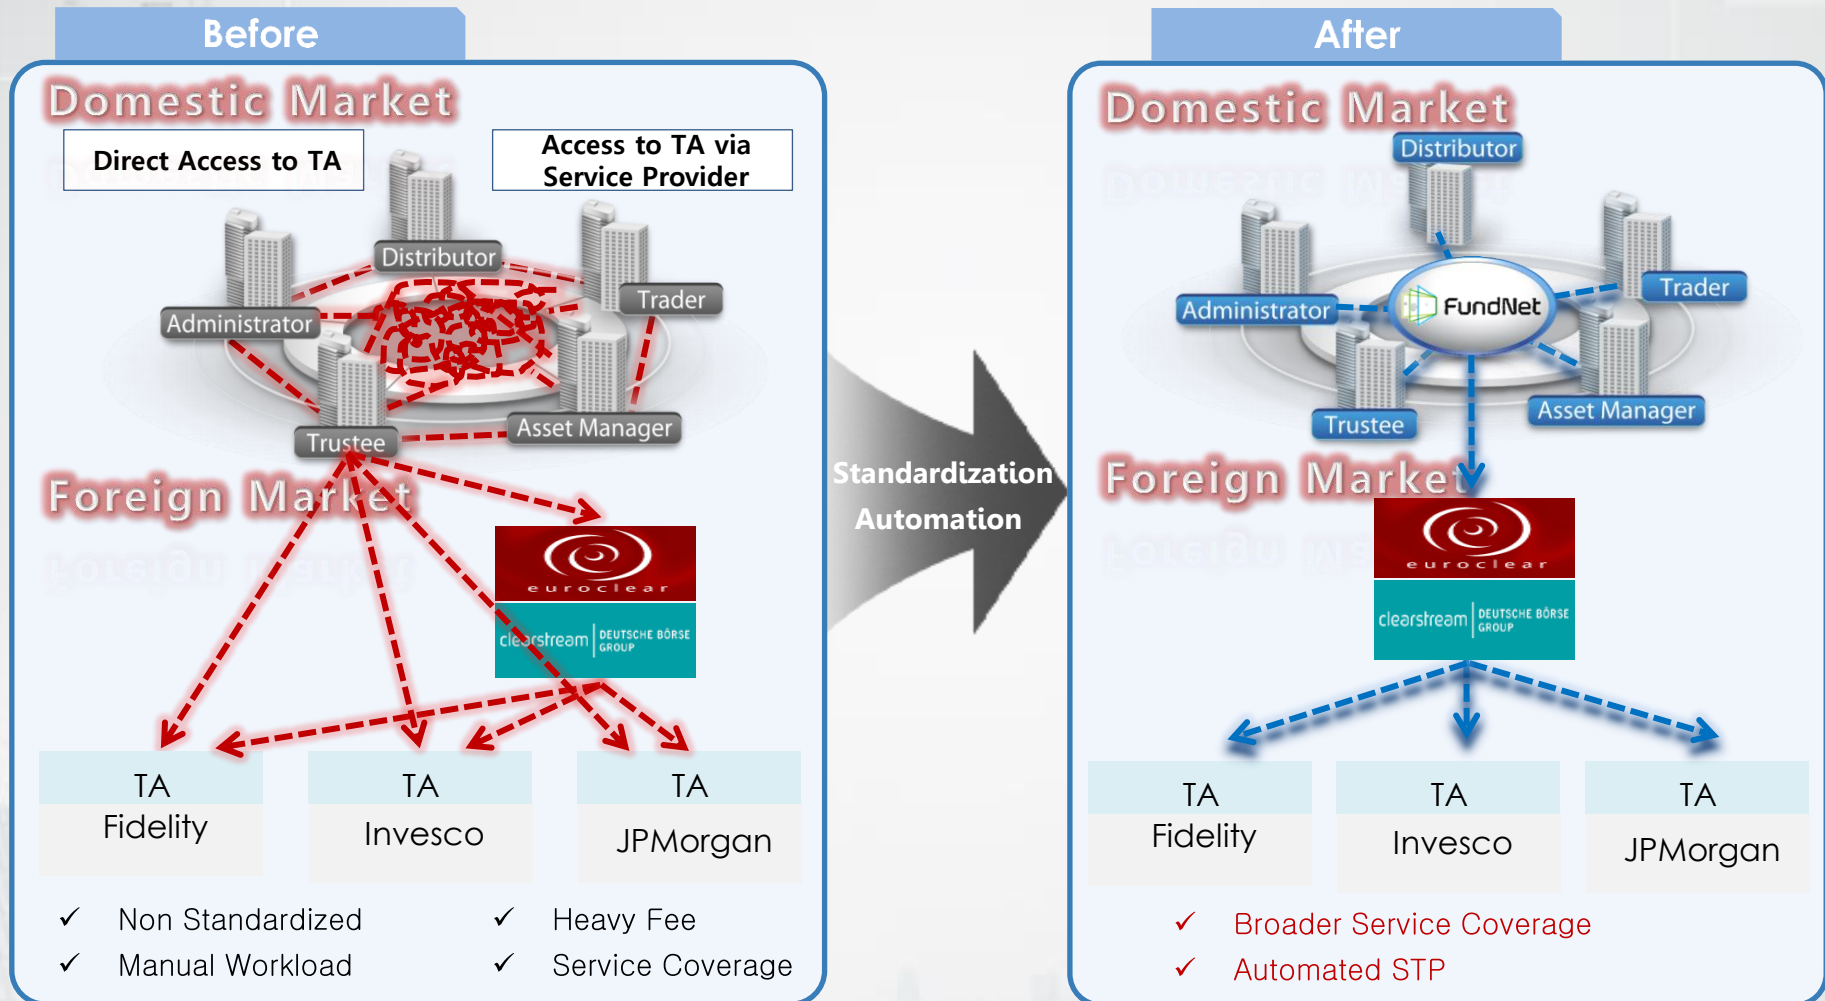 Before
Domestic Market
Direct Access to TA
Access to TA via
Service Provider
Distributor
Trader
Administrator
Asset Manager
Trustee
Foreign Market
euroclear
clearstream DEUTSCHE BÖRSE
GROUP
TA
Fidelity
TA
Invesco
TA
JPMorgan
✓ Non Standardized
✓ Manual Workload
✓ Heavy Fee
✓ Service Coverage
Standardization
Automation
After
Domestic Market
Distributor
Administrator
FundNet
Trader
Asset Manager
Trustee
Foreign Market
euroclear
clearstream DEUTSCHE BÖRSE
GROUP
TA
Fidelity
TA
Invesco
TA
JPMorgan
✓ Broader Service Coverage
✓ Automated STP